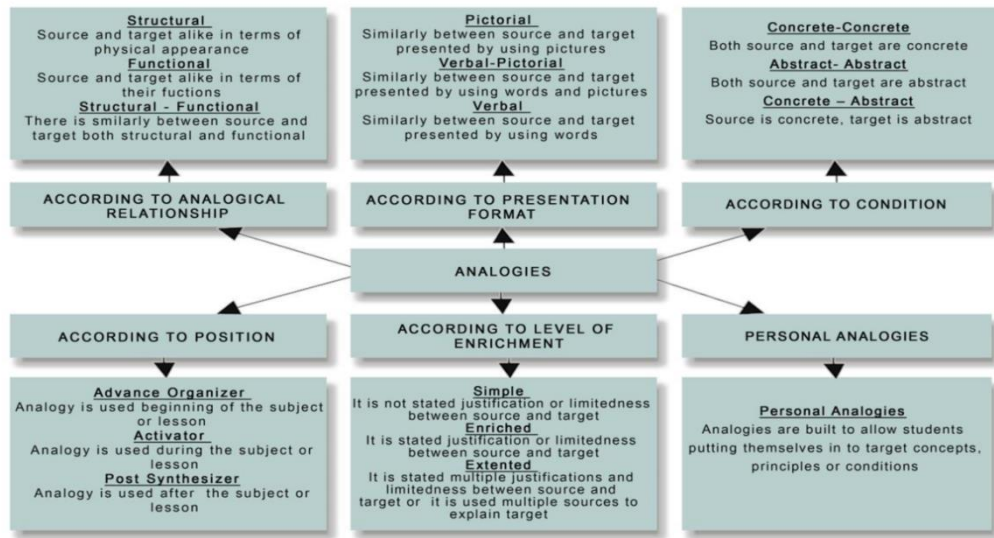 Structural
Source and target alike in terms of
physical appearance
Functional
Source and target alike in terms of
their fuctions
Structural - Functional
There is smilarly between source and
target both structural and functional
Pictorial
Similarly between source and target
presented by using pictures
Verbal-Pictorial
Similarly between source and target
presented by using words and pictures
Verbal
Similarly between source and target
presented by using words
Concrete-Concrete
Both source and target are concrete
Abstract- Abstract
Both source and target are abstract
Concrete – Abstract
Source is concrete, target is abstract
ACCORDING TO ANALOGICAL
RELATIONSHIP
ACCORDING TO PRESENTATION
FORMAT
ACCORDING TO CONDITION
ANALOGIES
ACCORDING TO POSITION
ACCORDING TO LEVEL OF
ENRICHMENT
PERSONAL ANALOGIES
Advance Organizer
Analogy is used beginning of the subject
or lesson
Activator
Analogy is used during the subject or
lesson
Post Synthesizer
Analogy is used after the subject or
lesson
Simple
It is not stated justification or limitedness
between source and target
Enriched
It is stated justification or limitedness
between source and target
Extented
It is stated multiple justifications and
limitedness between source and
target or it is used multiple sources to
explain target
Personal Analogies
Analogies are built to allow students
putting themselves in to target concepts,
principles or conditions